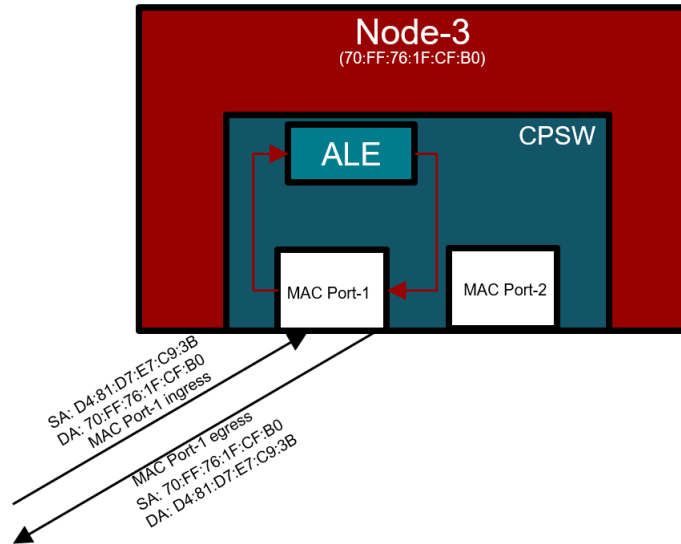 Node-3
(70:FF:76:1F:CF:B0)
CPSW
ALE
MAC Port-1
MAC Port-2
SA: D4:81:D7:E7:C9:3B
DA: 70:FF:76:1F:CF:B0
MAC Port-1 ingress
MAC Port-1 egress
SA: 70:FF:76:1F:CF:B0
DA: D4:81:D7:E7:C9:3B